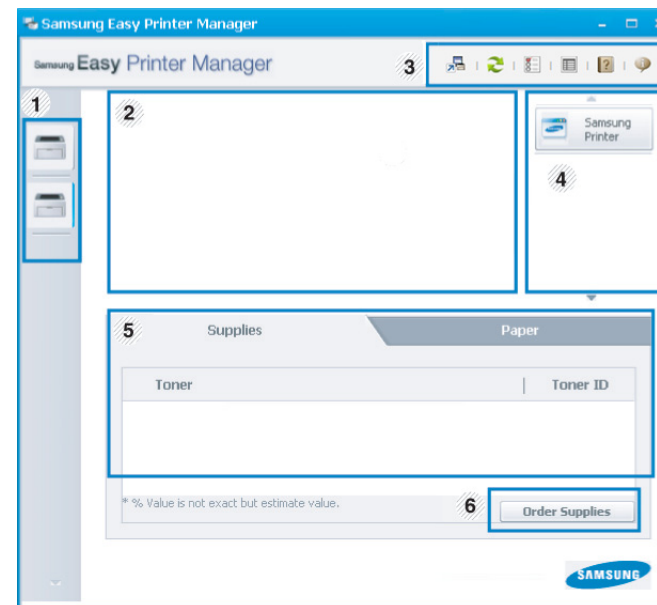 Samsung Easy Printer Manager
Samsung Easy Printer Manager
3
1
2
Samsung
Printer
4
5
Supplies
Paper
Toner
Toner ID
* % Value is not exact but estimate value.
6
Order Supplies
SAMSUNG